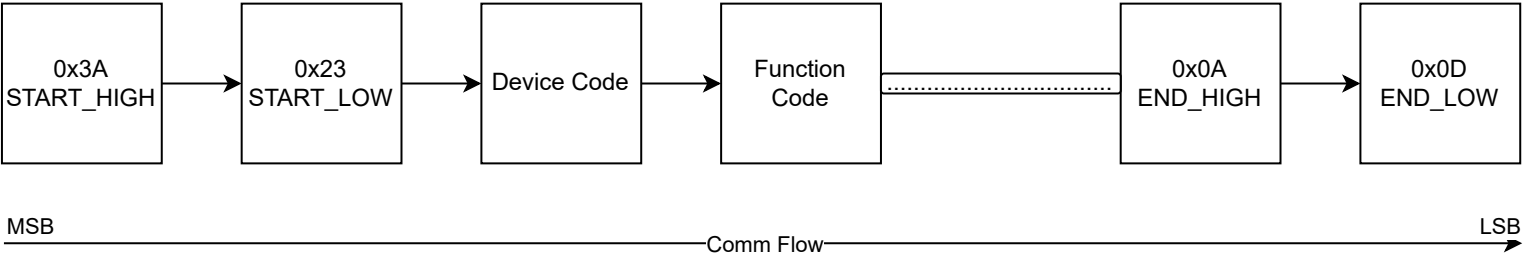 0x3A
START_HIGH
0x23
START_LOW
Device Code
Function
Code
..................................
0x0A
END_HIGH
0x0D
END_LOW
MSB
LSB
Comm Flow